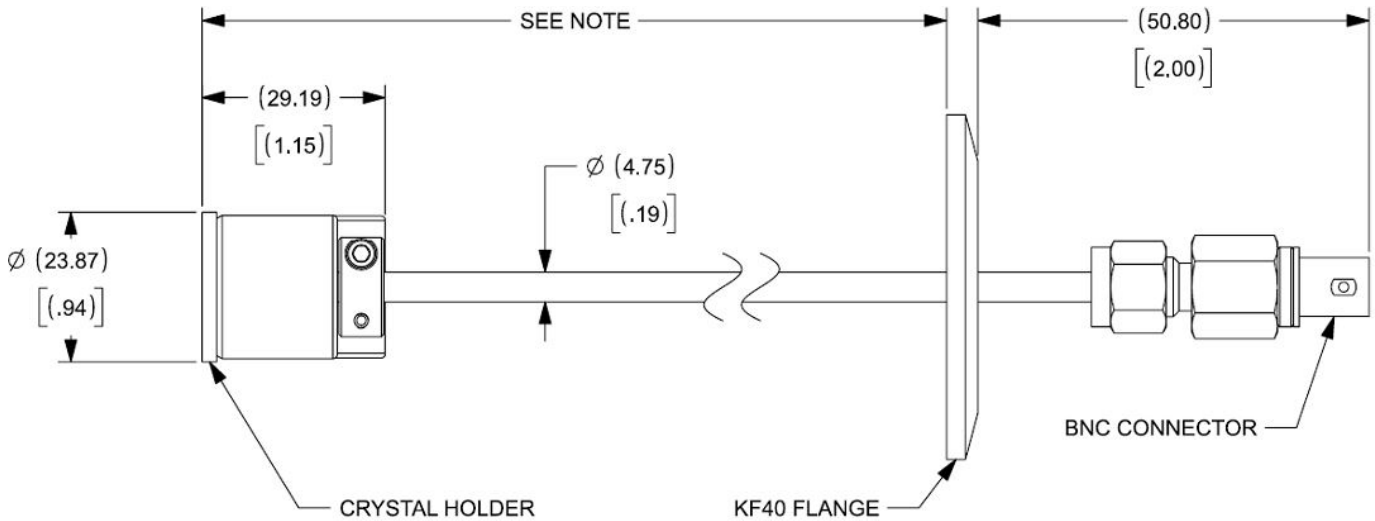 SEE NOTE
(50.80)
[(2.00)]
(29.19)
[(1.15)]
Ø (4.75)
[(.19)]
Ø (23.87)
[(.94)]
BNC CONNECTOR
CRYSTAL HOLDER
KF40 FLANGE